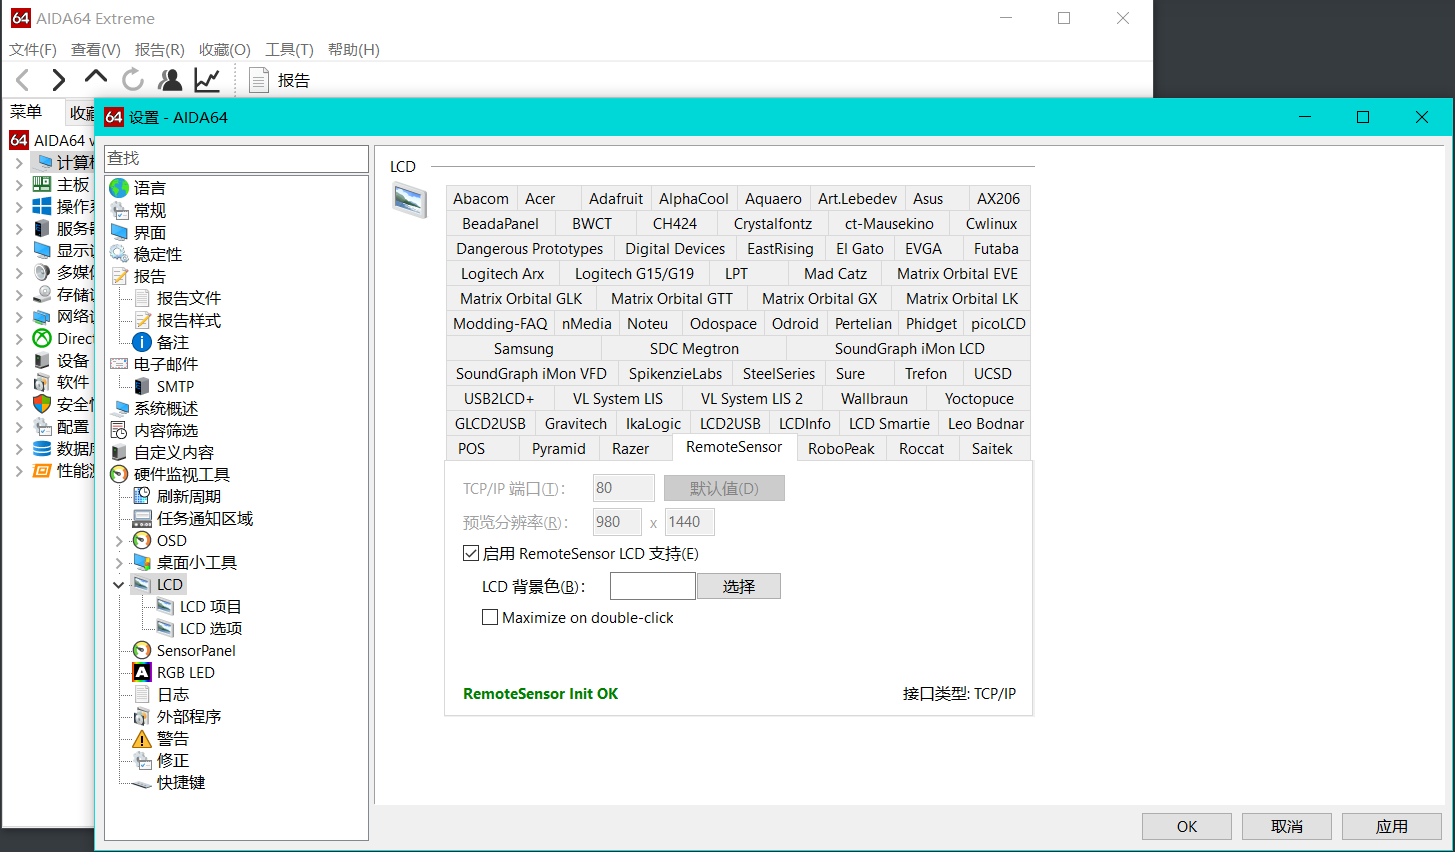 64 AIDA64 Extreme
文件(F) 查看(V) 报告(R) 收藏(O) 工具(T) 帮助(H)
报告
菜单 收藏
64 设置 - AIDA64
64 AIDA64 v
计算机
主板
操作系
服务器
显示设
多媒体
存储设
网络设
Direct
设备
软件
安全性
配置
数据库
性能测
查找
语言
常规
界面
稳定性
报告
报告文件
报告样式
备注
电子邮件
SMTP
系统概述
内容筛选
自定义内容
硬件监视工具
刷新周期
任务通知区域
OSD
桌面小工具
LCD
LCD 项目
LCD 选项
SensorPanel
RGB LED
日志
外部程序
警告
修正
快捷键
LCD
Abacom Acer Adafruit AlphaCool Aquaero Art.Lebedev Asus AX206
BeadaPanel BWCT CH424 Crystalfontz ct-Mausekino Cwlinux
Dangerous Prototypes Digital Devices EastRising El Gato EVGA Futaba
Logitech Arx Logitech G15/G19 LPT Mad Catz Matrix Orbital EVE
Matrix Orbital GLK Matrix Orbital GTT Matrix Orbital GX Matrix Orbital LK
Modding-FAQ nMedia Noteu Odospace Odroid Pertelian Phidget picoLCD
Samsung SDC Megtron SoundGraph iMon LCD
SoundGraph iMon VFD SpikenzieLabs SteelSeries Sure Trefon UCSD
USB2LCD+ VL System LIS VL System LIS 2 Wallbraun Yoctopuce
GLCD2USB Gravitech IkaLogic LCD2USB LCDInfo LCD Smartie Leo Bodnar
POS Pyramid Razer RemoteSensor RoboPeak Roccat Saitek
TCP/IP 端口(T): 80 默认值(D)
预览分辨率(R): 980 x 1440
启用 RemoteSensor LCD 支持(E)
LCD 背景色(B): 选择
Maximize on double-click
RemoteSensor Init OK 接口类型: TCP/IP
OK 取消 应用